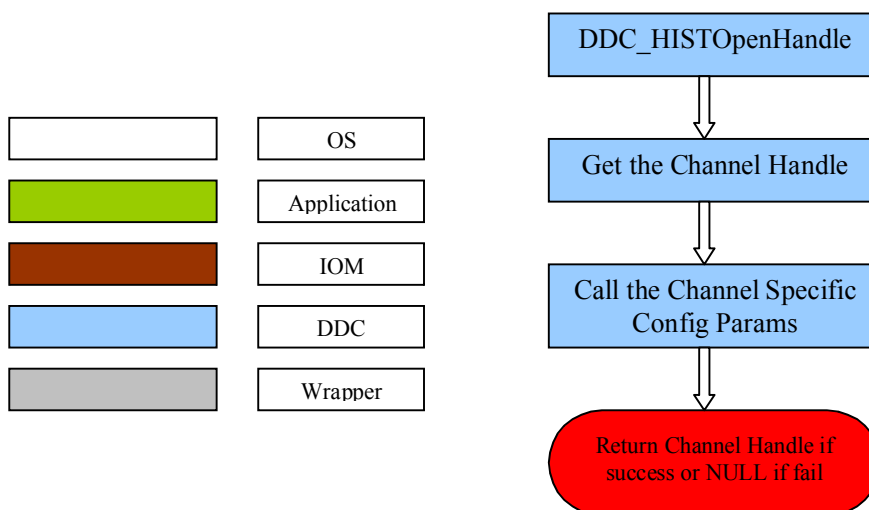 OS
Application
IOM
DDC
Wrapper
DDC_HISTOpenHandle
Get the Channel Handle
Call the Channel Specific
Config Params
Return Channel Handle if
success or NULL if fail